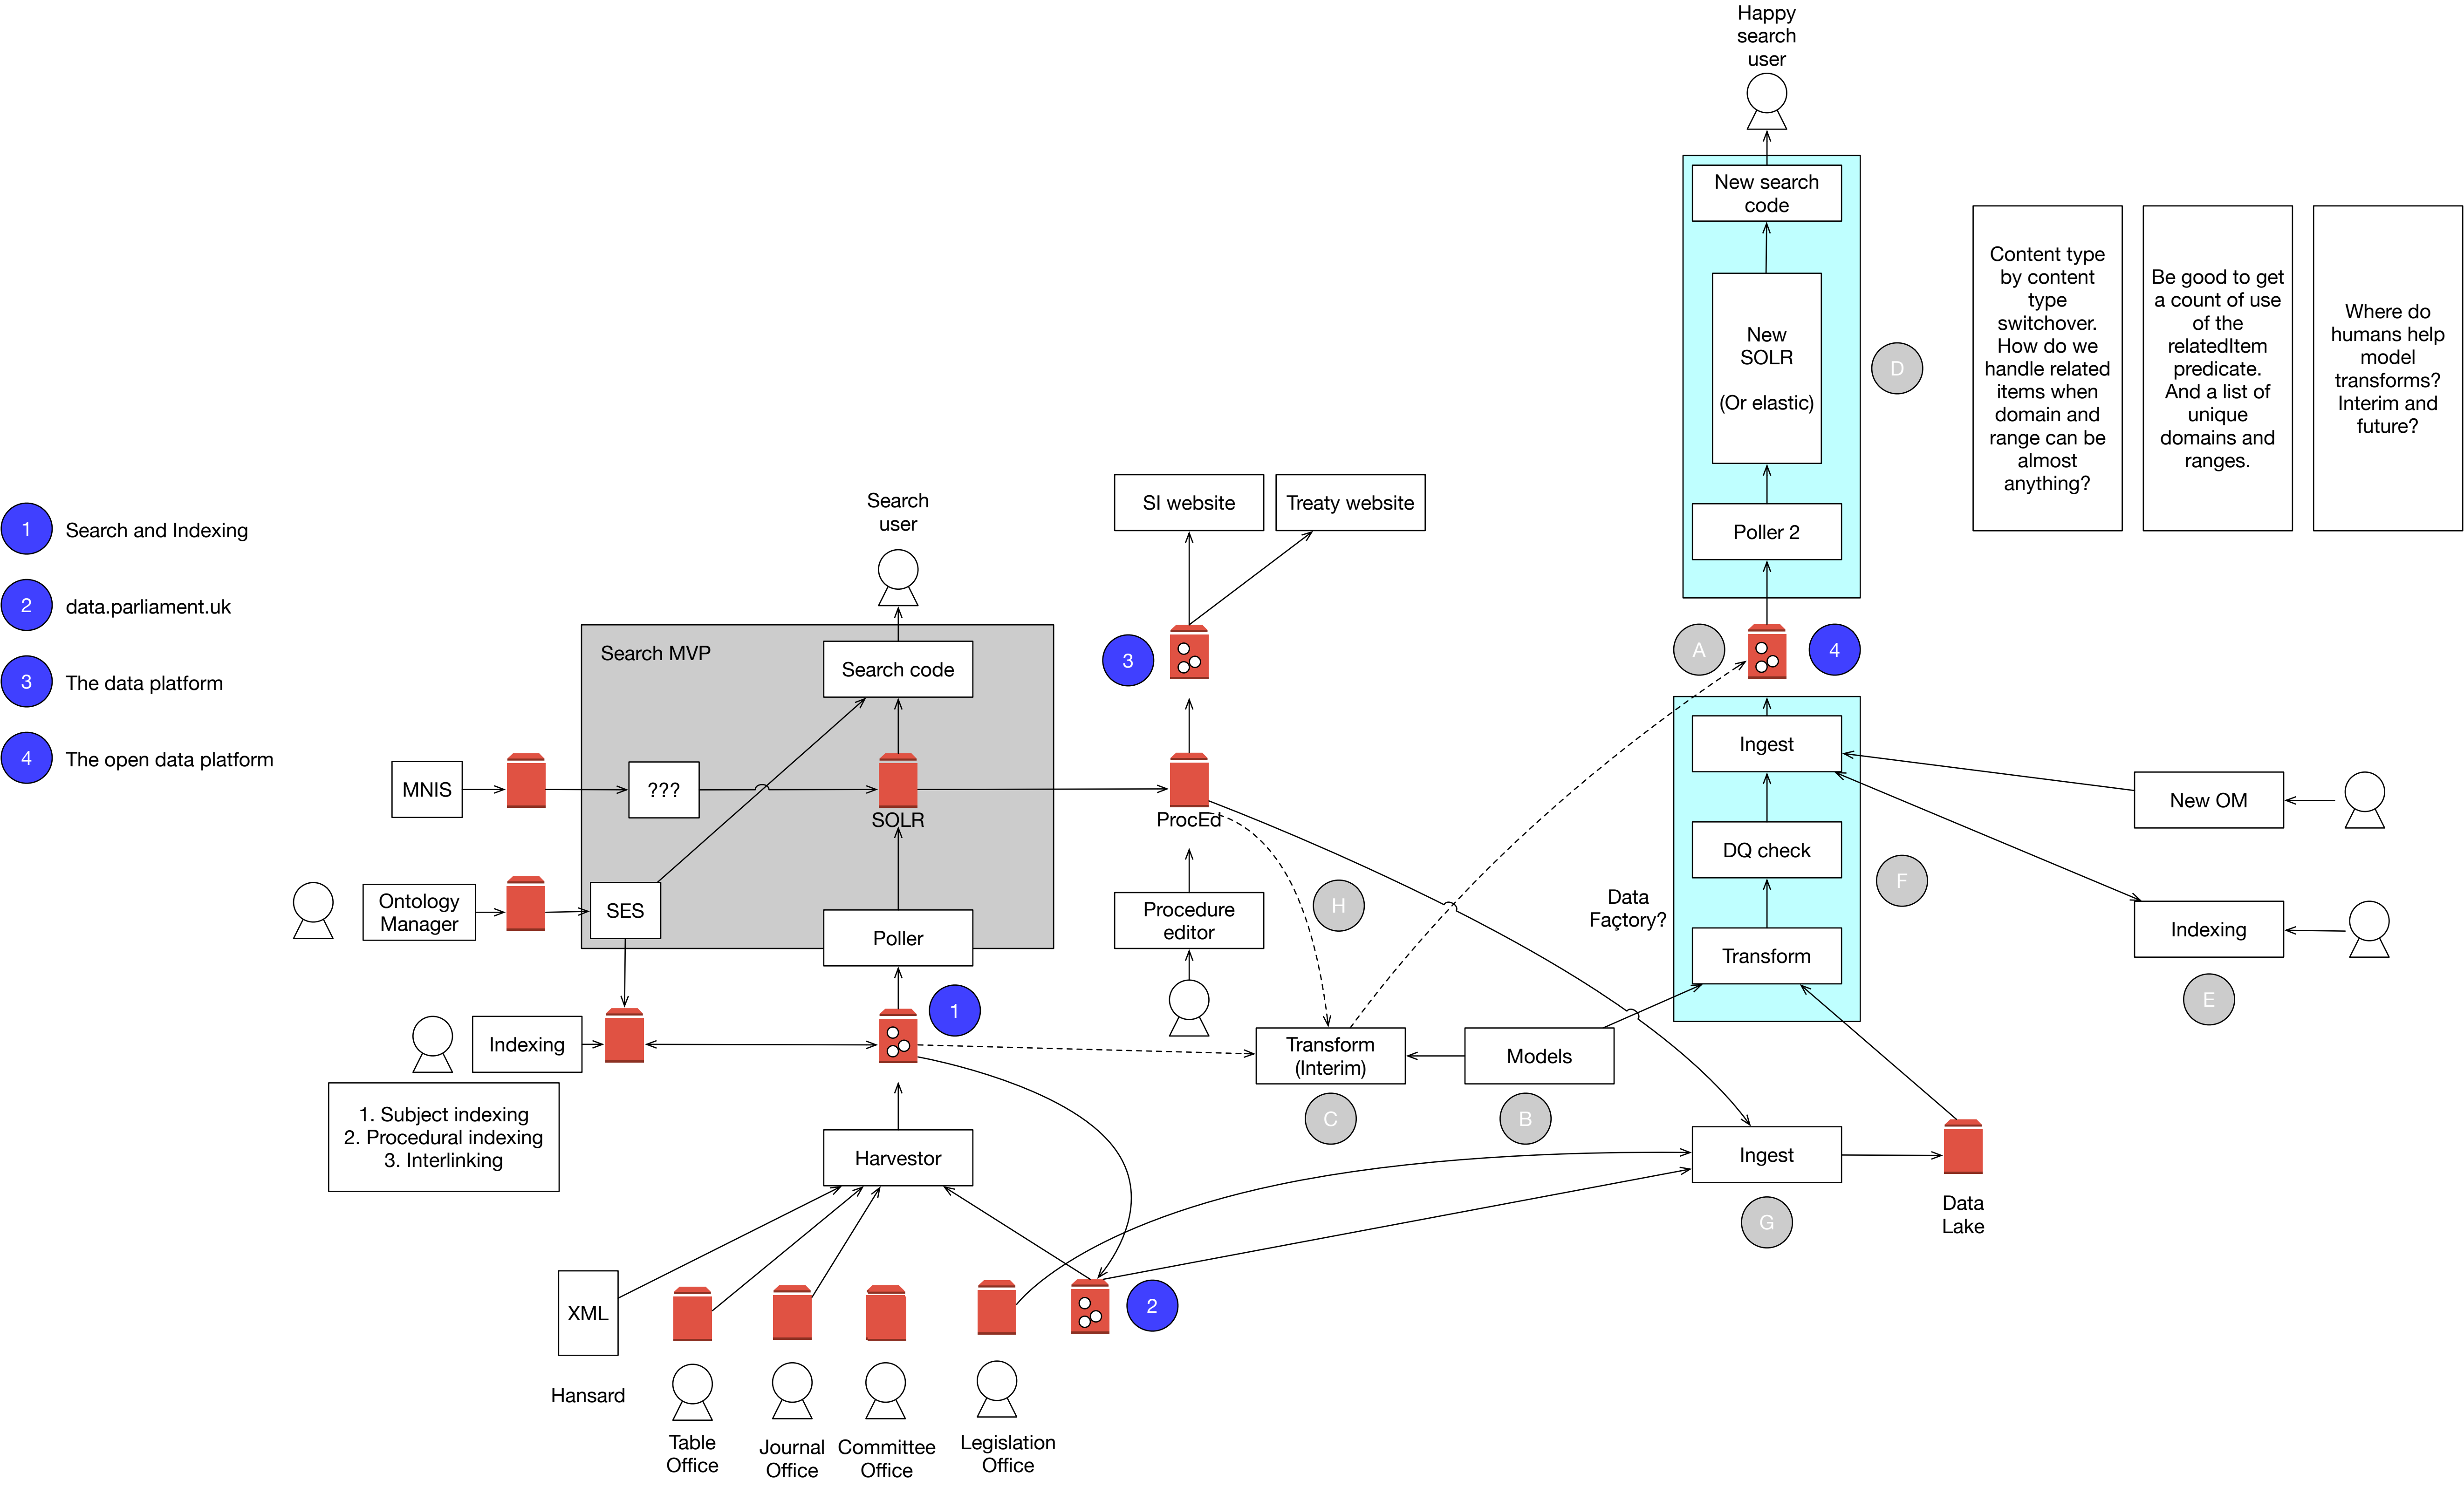 Happy
search
user
New search
code
New
SOLR
(Or elastic)
D
Poller 2
Content type
by content
type
switchover.
How do we
handle related
items when
domain and
range can be
almost
anything?
Be good to get
a count of use
of the
relatedItem
predicate.
And a list of
unique
domains and
ranges.
Where do
humans help
model
transforms?
Interim and
future?
1
Search and Indexing
2
data.parliament.uk
3
The data platform
4
The open data platform
Search
user
SI website
Treaty website
Search MVP
Search code
3
A
4
MNIS
???
SOLR
ProcEd
Ingest
New OM
DQ check
Data
Façtory?
F
Transform
Ontology
Manager
SES
Poller
Procedure
editor
H
Indexing
E
1
Indexing
Transform
(Interim)
Models
C
B
1. Subject indexing
2. Procedural indexing
3. Interlinking
Harvestor
Ingest
G
Data
Lake
XML
2
Hansard
Table
Office
Journal
Office
Committee
Office
Legislation
Office